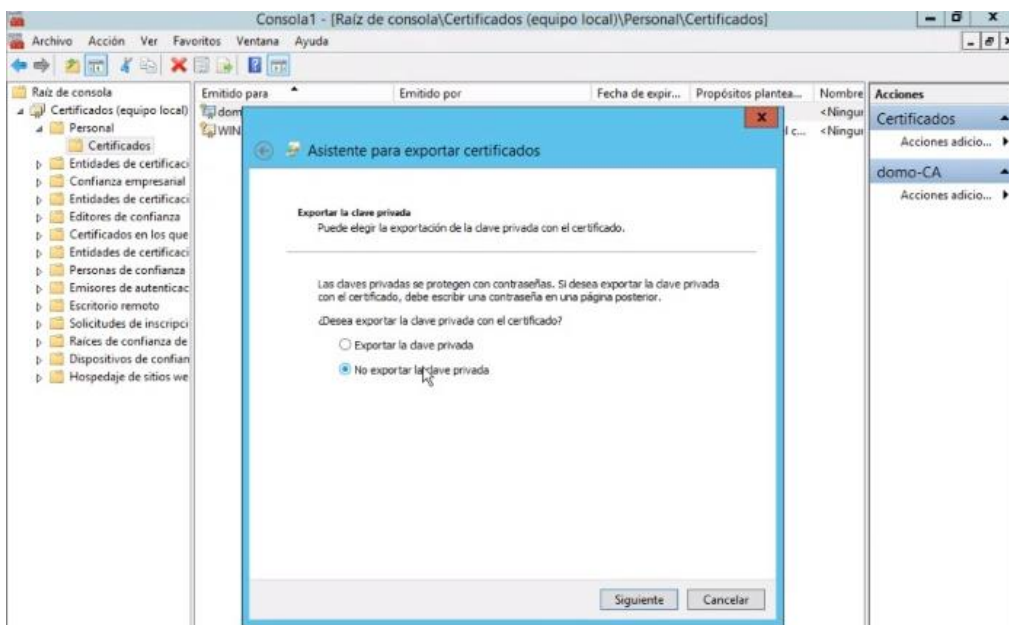 Consola1 - [Raíz de consola\Certificados (equipo local)\Personal\Certificados]
Archivo Acción Ver Favoritos Ventana Ayuda
Raíz de consola
Certificados (equipo local)
Personal
Certificados
Entidades de certificaci
Confianza empresarial
Entidades de certificaci
Editores de confianza
Certificados en los que
Entidades de certificaci
Personas de confianza
Emisores de autenticac
Escritorio remoto
Solicitudes de inscripci
Raíces de confianza de
Dispositivos de confian
Hospedaje de sitios we
Emitido para Emitido por Fecha de expir... Propósitos plantea... Nombre
dom <Ningur
WIN l c... <Ningur
Asistente para exportar certificados
Exportar la clave privada
Puede elegir la exportación de la clave privada con el certificado.
Las claves privadas se protegen con contraseñas. Si desea exportar la clave privada
con el certificado, debe escribir una contraseña en una página posterior.
¿Desea exportar la clave privada con el certificado?
Exportar la clave privada
No exportar la clave privada
Siguiente Cancelar
Acciones
Certificados
Acciones adicio...
domo-CA
Acciones adicio...